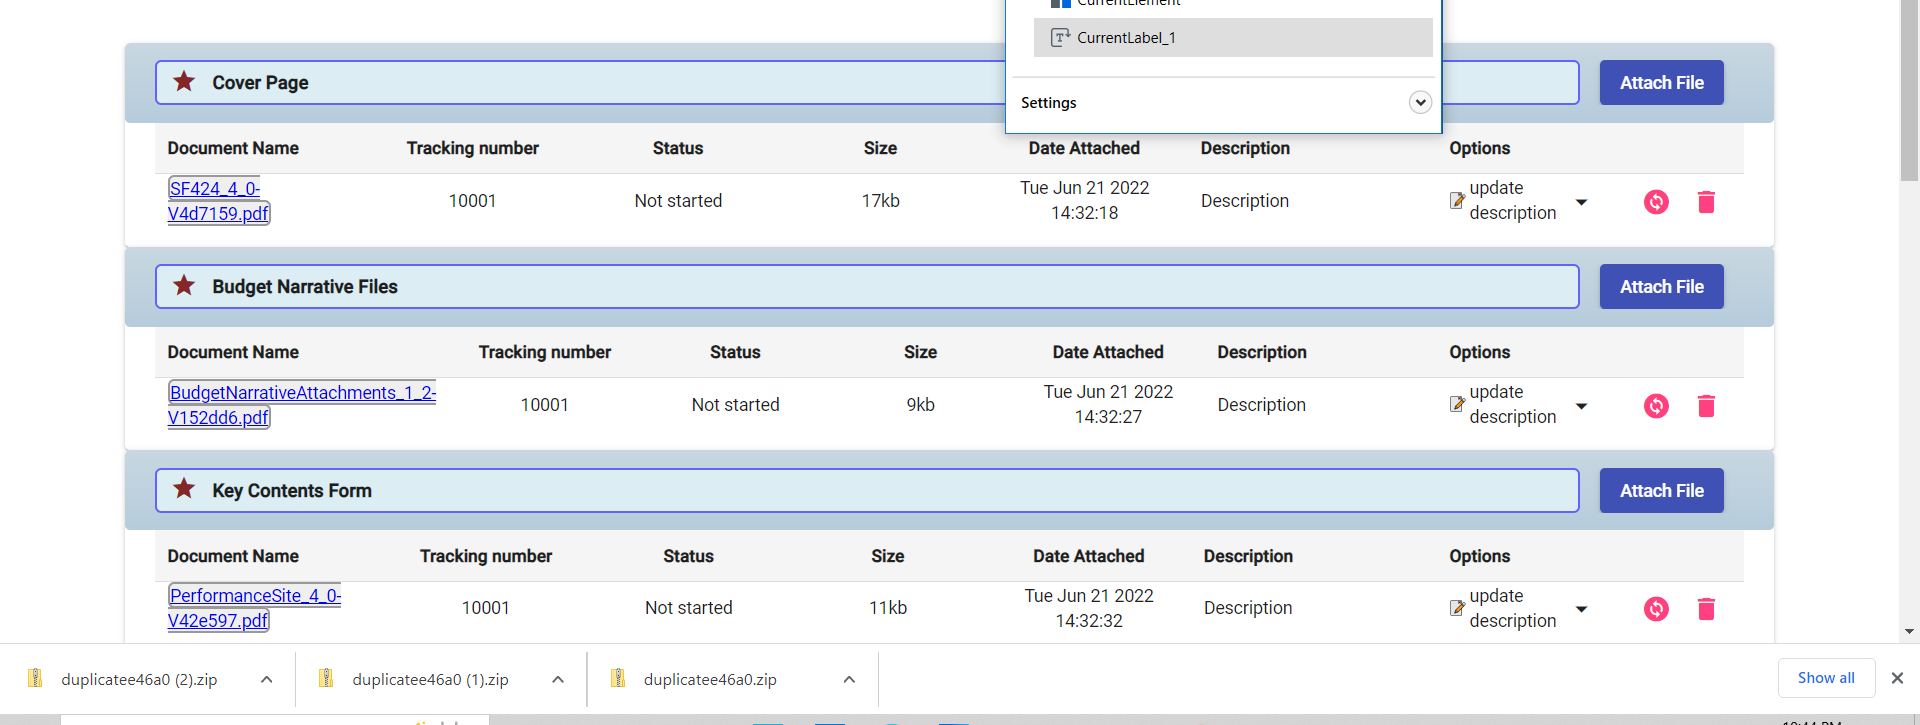 CurrentElement
CurrentLabel_1
Settings
Cover Page
Attach File
Document Name Tracking number Status Size Date Attached Description Options
SF424_4_0-
V4d7159.pdf
10001 Not started 17kb
Tue Jun 21 2022
14:32:18
Description
update
description
Budget Narrative Files
Attach File
Document Name Tracking number Status Size Date Attached Description Options
BudgetNarrativeAttachments_1_2-
V152dd6.pdf
10001 Not started 9kb
Tue Jun 21 2022
14:32:27
Description
update
description
Key Contents Form
Attach File
Document Name Tracking number Status Size Date Attached Description Options
PerformanceSite_4_0-
V42e597.pdf
10001 Not started 11kb
Tue Jun 21 2022
14:32:32
Description
update
description
duplicatee46a0 (2).zip duplicatee46a0 (1).zip duplicatee46a0.zip Show all